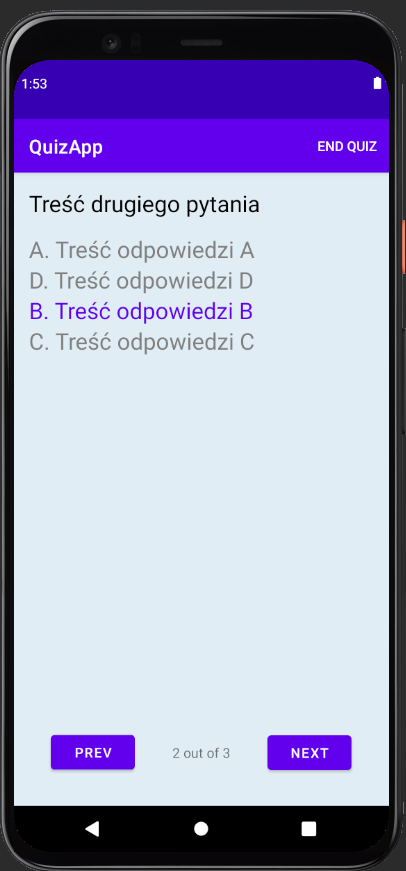 1:53
QuizApp END QUIZ
Treść drugiego pytania
A. Treść odpowiedzi A
D. Treść odpowiedzi D
B. Treść odpowiedzi B
C. Treść odpowiedzi C
PREV 2 out of 3 NEXT